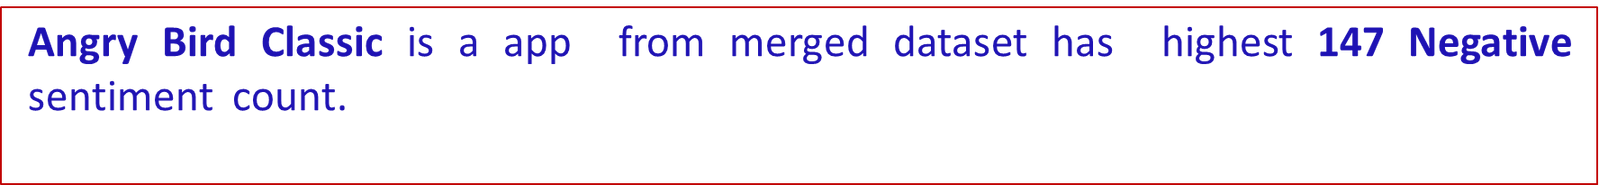 Angry Bird Classic is a app from merged dataset has highest 147 Negative
sentiment count.